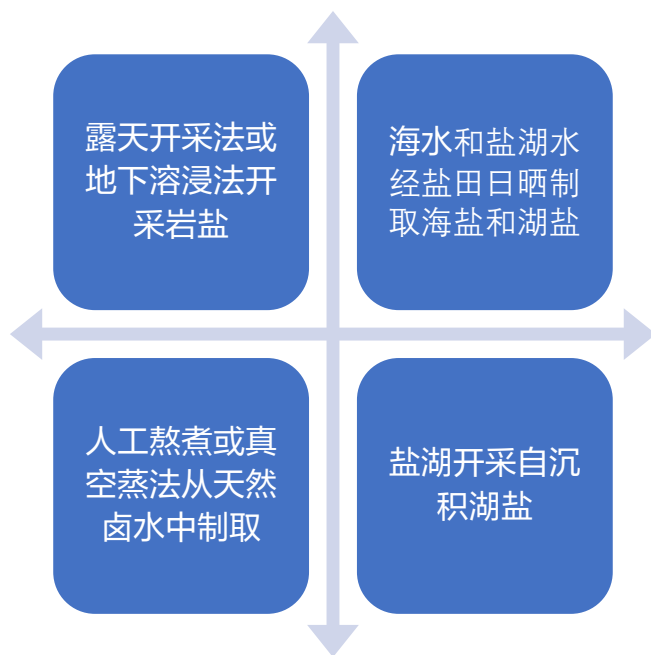 露天开采法或
地下溶浸法开
采岩盐
海水和盐湖水
经盐田日晒制
取海盐和湖盐
人工熬煮或真
空蒸法从天然
卤水中制取
盐湖开采自沉
积湖盐